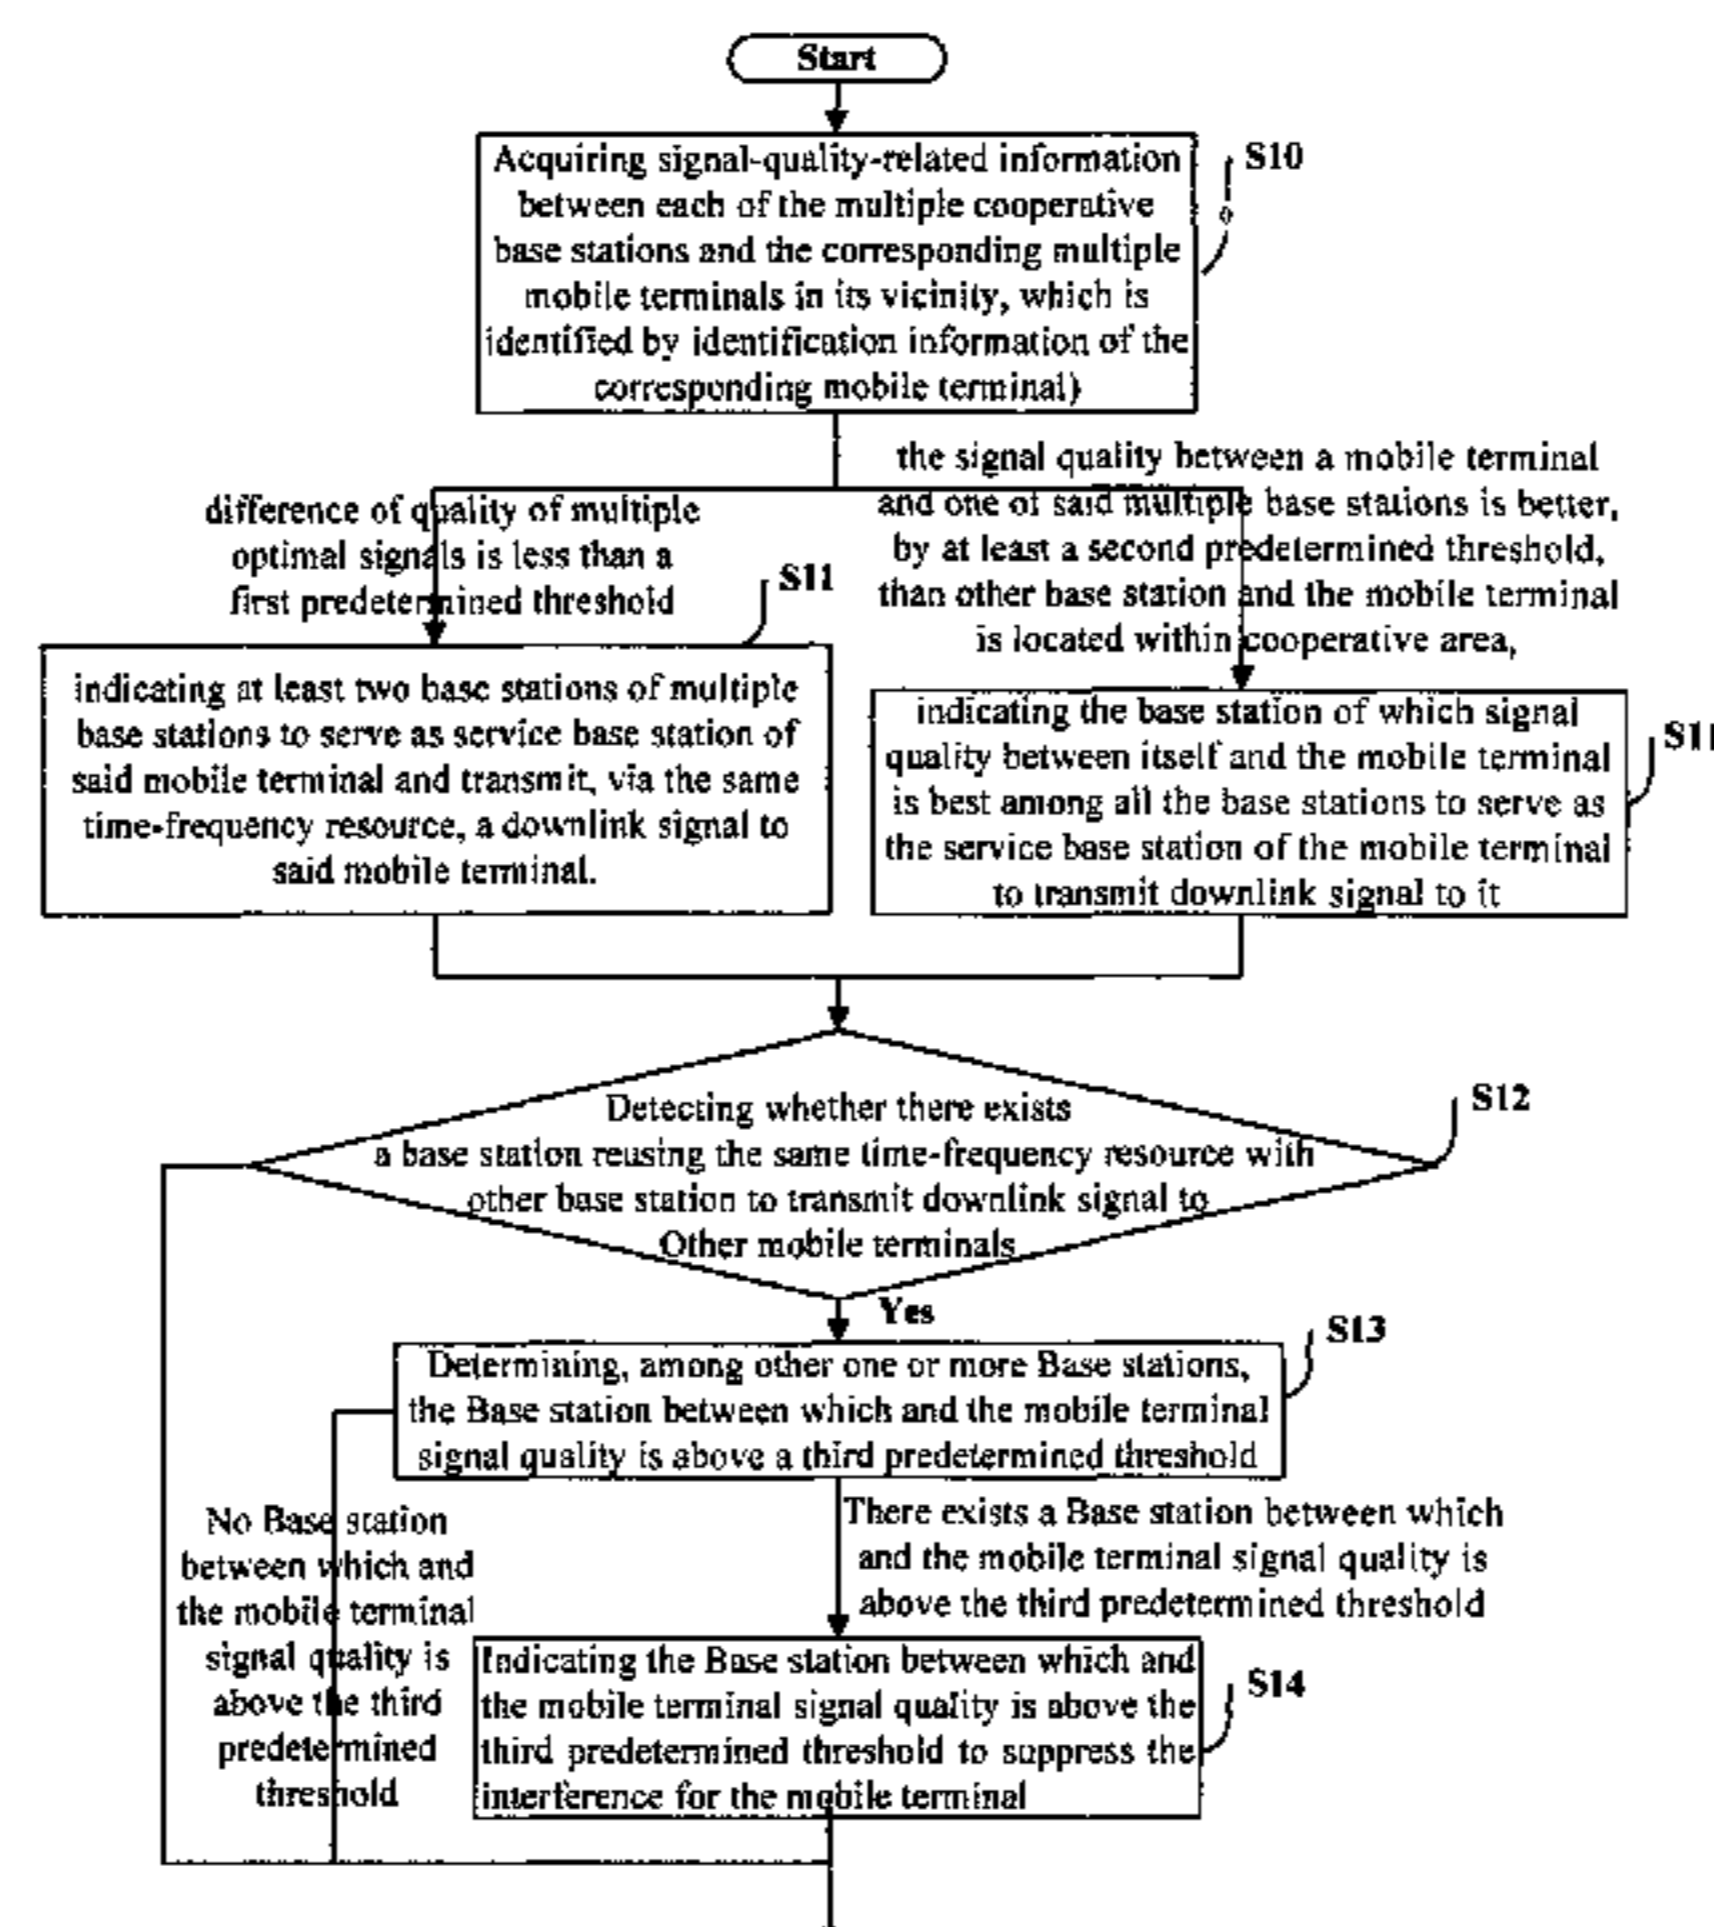 Start
Acquiring signal-quality-related information
between each of the multiple cooperative
base stations and the corresponding multiple
mobile terminals in its vicinity, which is
identified by identification information of the
corresponding mobile terminal)
S10
difference of quality of multiple
optimal signals is less than a
first predetermined threshold
the signal quality between a mobile terminal
and one of said multiple base stations is better,
by at least a second predetermined threshold,
than other base station and the mobile terminal
is located within cooperative area,
S11
indicating at least two base stations of multiple
base stations to serve as service base station of
said mobile terminal and transmit, via the same
time-frequency resource, a downlink signal to
said mobile terminal.
indicating the base station of which signal
quality between itself and the mobile terminal
is best among all the base stations to serve as
the service base station of the mobile terminal
to transmit downlink signal to it
S11
Detecting whether there exists
a base station reusing the same time-frequency resource with
other base station to transmit downlink signal to
Other mobile terminals
S12
Yes
Determining, among other one or more Base stations,
the Base station between which and the mobile terminal
signal quality is above a third predetermined threshold
S13
No Base station
between which and
the mobile terminal
signal quality is
above the third
predetermined
threshold
There exists a Base station between which
and the mobile terminal signal quality is
above the third predetermined threshold
Indicating the Base station between which and
the mobile terminal signal quality is above the
third predetermined threshold to suppress the
interference for the mobile terminal
S14